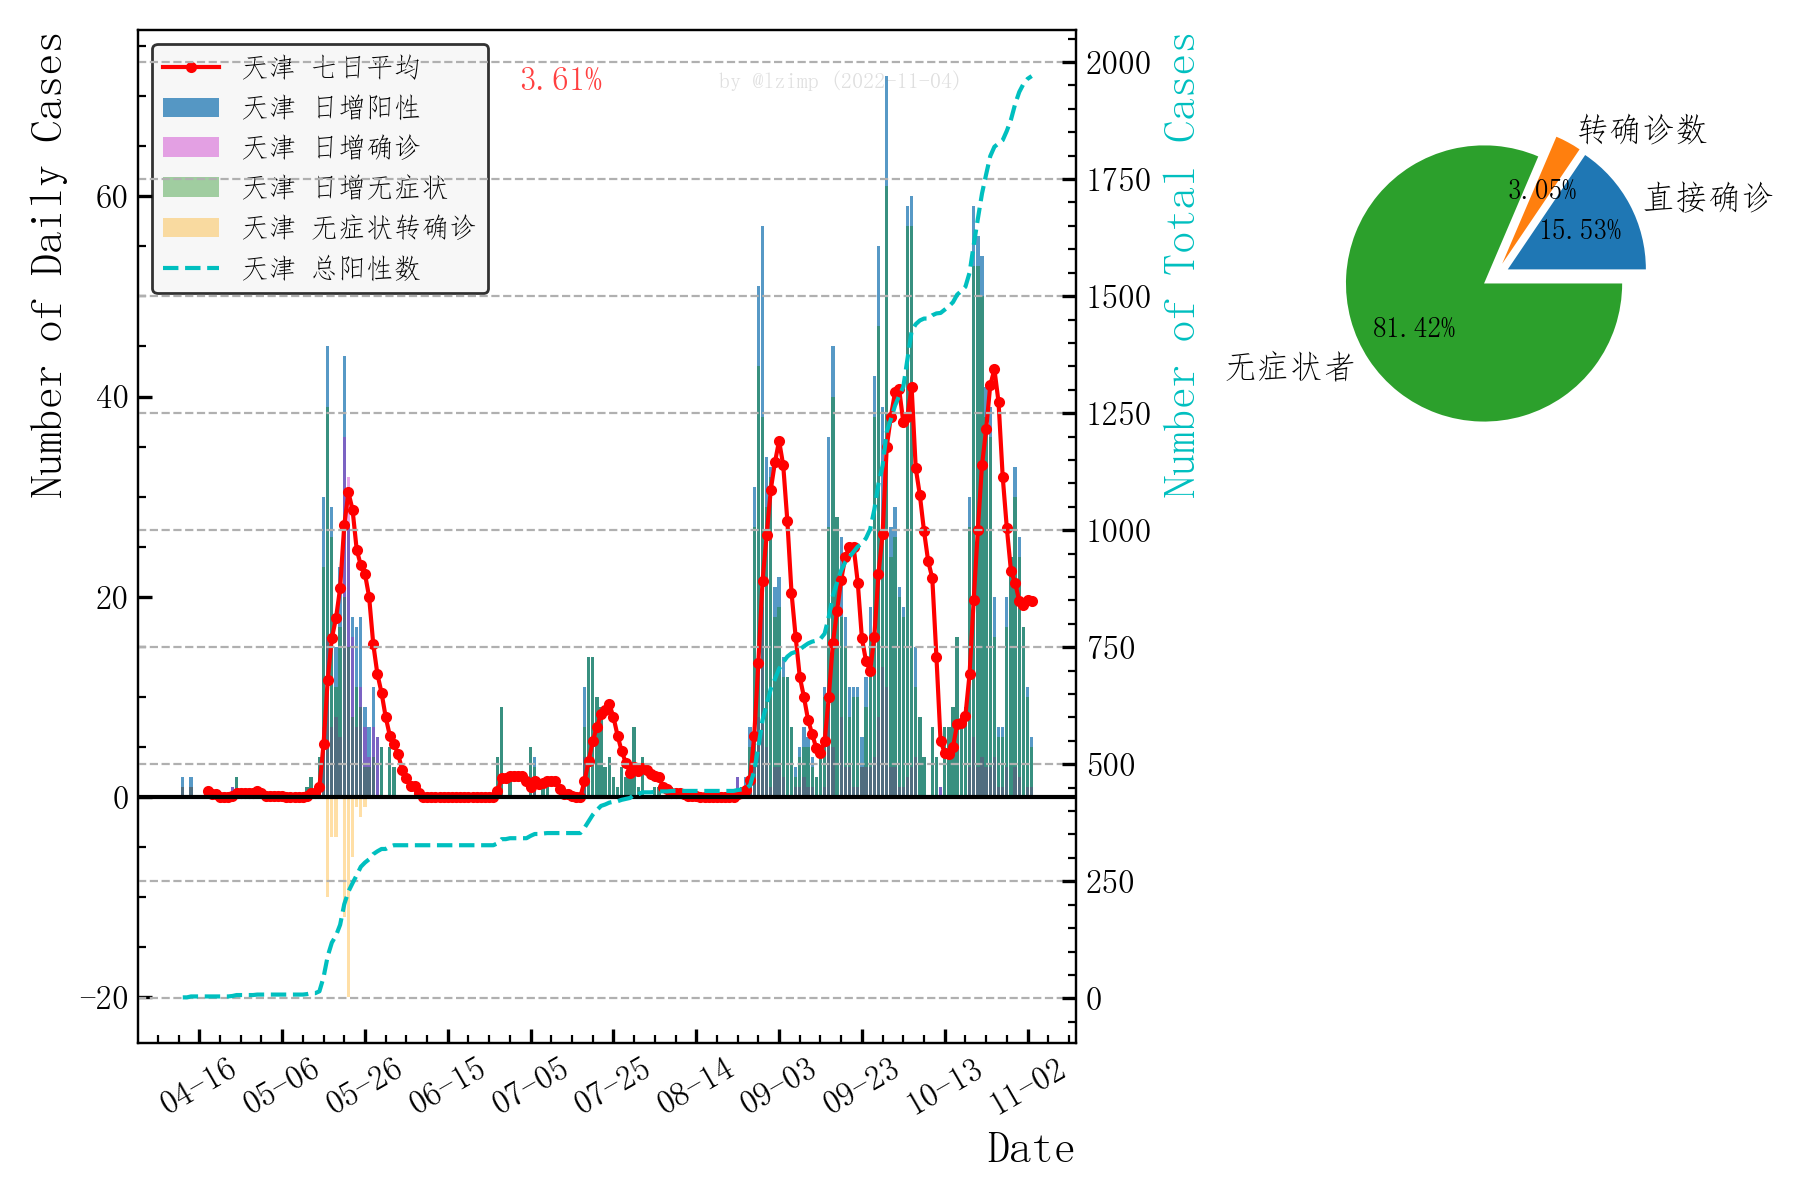 Number of Daily Cases
60
40
20
0
−20
天津 七日平均
天津 日增阳性
天津 日增确诊
天津 日增无症状
天津 无症状转确诊
天津 总阳性数
3.61%
by @lzimp (2022-11-04)
2000
1750
1500
1250
1000
750
500
250
0
Number of Total Cases
04-16
05-06
05-26
06-15
07-05
07-25
08-14
09-03
09-23
10-13
11-02
Date
转确诊数
3.05%
直接确诊
15.53%
81.42%
无症状者